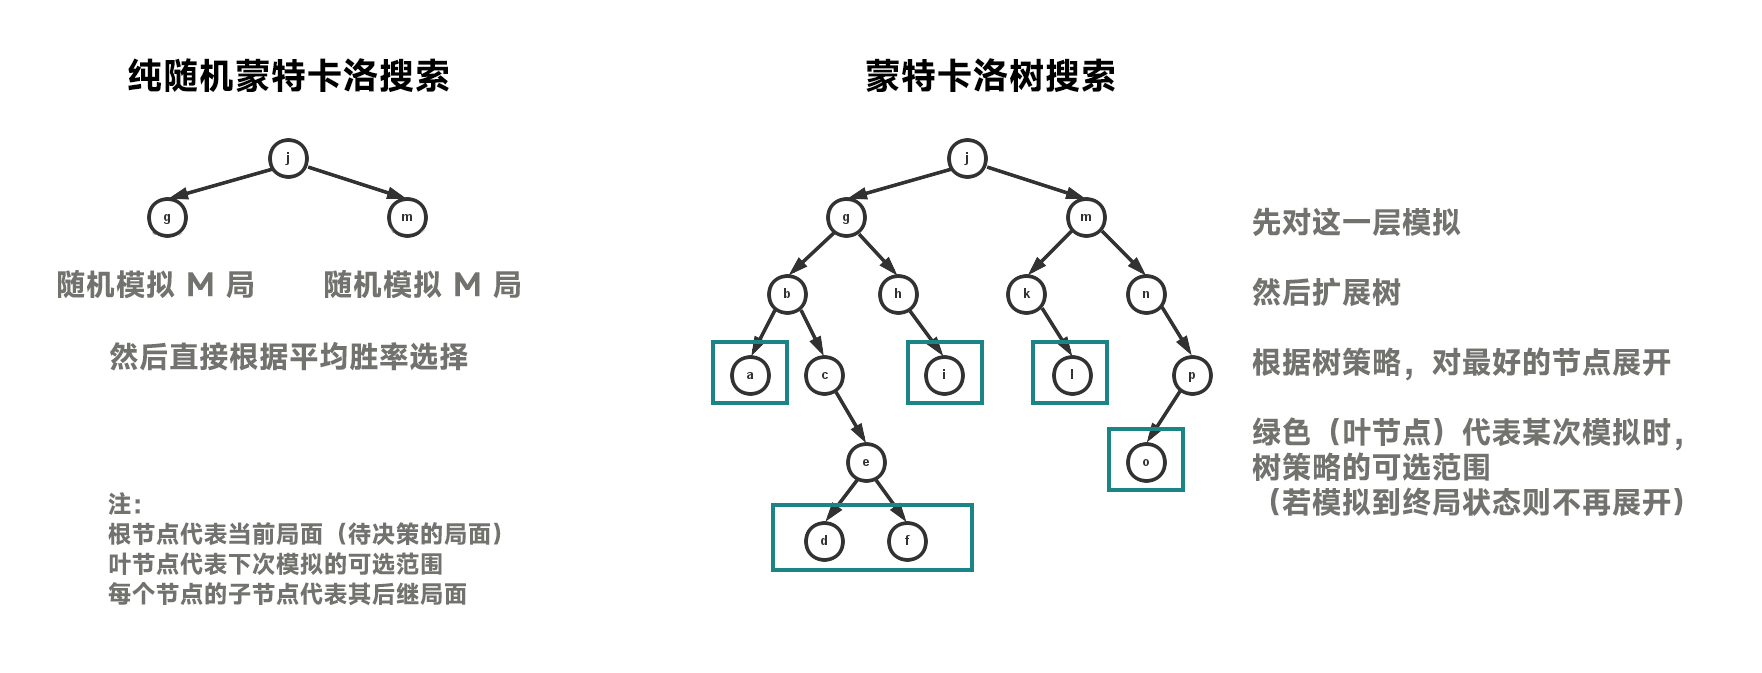 纯随机蒙特卡洛搜索
j
g
m
随机模拟 M 局
随机模拟 M 局
然后直接根据平均胜率选择
注：
根节点代表当前局面（待决策的局面）
叶节点代表下次模拟的可选范围
每个节点的子节点代表其后继局面
蒙特卡洛树搜索
j
g
m
b
h
k
n
a
c
i
l
p
e
o
d
f
先对这一层模拟
然后扩展树
根据树策略，对最好的节点展开
绿色（叶节点）代表某次模拟时，
树策略的可选范围
（若模拟到终局状态则不再展开）